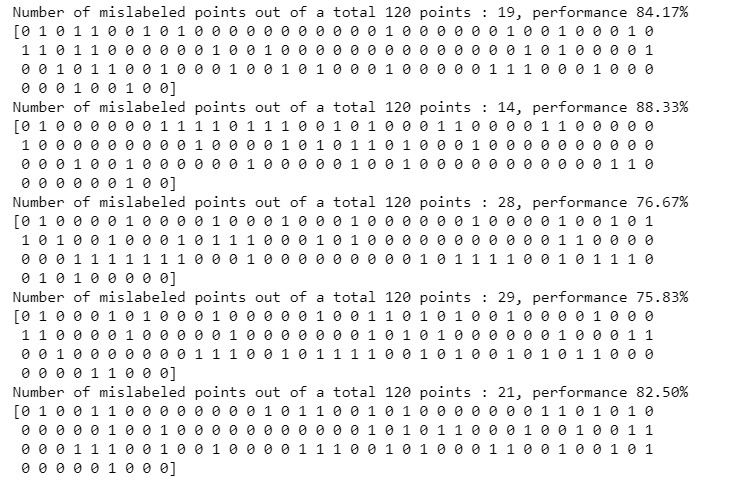 Number of mislabeled points out of a total 120 points : 19, performance 84.17%
[0 1 0 1 1 0 0 1 0 1 0 0 0 0 0 0 0 0 0 0 0 1 0 0 0 0 0 0 1 0 0 1 0 0 0 1 0
 1 1 0 1 1 0 0 0 0 0 0 1 0 0 1 0 0 0 0 0 0 0 0 0 0 0 0 0 0 1 0 1 0 0 0 0 1
 0 0 1 0 1 1 0 0 1 0 0 0 1 0 0 1 0 1 0 0 0 1 0 0 0 0 0 1 1 1 0 0 0 1 0 0 0
 0 0 0 1 0 0 1 0 0]
Number of mislabeled points out of a total 120 points : 14, performance 88.33%
[0 1 0 0 0 0 0 0 1 1 1 1 0 1 1 1 0 0 1 0 1 0 0 0 1 1 0 0 0 0 1 1 0 0 0 0 0
 1 0 0 0 0 0 0 0 0 0 1 0 0 0 0 1 0 1 0 1 1 0 1 0 0 0 1 0 0 0 0 0 0 0 0 0 0
 0 0 0 1 0 0 1 0 0 0 0 0 0 1 0 0 0 0 0 1 0 0 1 0 0 0 0 0 0 0 0 0 0 0 1 1 0
 0 0 0 0 0 0 1 0 0]
Number of mislabeled points out of a total 120 points : 28, performance 76.67%
[0 1 0 0 0 0 1 0 0 0 0 1 0 0 0 1 0 0 0 1 0 0 0 0 0 0 1 0 0 0 0 1 0 0 1 0 1
 1 0 1 0 0 1 0 0 0 1 0 1 1 1 0 0 0 1 0 1 0 0 0 0 0 0 0 0 0 0 0 1 1 0 0 0 0
 0 0 0 1 1 1 1 1 1 1 0 0 0 1 0 0 0 0 0 0 0 0 0 1 0 1 1 1 1 0 0 1 0 1 1 1 0
 0 1 0 1 0 0 0 0 0]
Number of mislabeled points out of a total 120 points : 29, performance 75.83%
[0 1 0 0 0 1 0 1 0 0 0 1 0 0 0 0 0 1 0 0 1 1 0 1 0 1 0 0 1 0 0 0 0 1 0 0 0
 1 1 0 0 0 0 1 0 0 0 0 0 1 0 0 0 0 0 0 0 1 0 1 0 1 0 0 0 0 0 0 1 0 0 0 1 1
 0 0 1 0 0 0 0 0 0 0 1 1 1 0 0 1 0 1 1 1 1 0 0 1 0 1 0 0 1 0 1 0 1 1 0 0 0
 0 0 0 0 1 1 0 0 0]
Number of mislabeled points out of a total 120 points : 21, performance 82.50%
[0 1 0 0 1 1 0 0 0 0 0 0 0 0 1 0 1 1 0 0 1 0 1 0 0 0 0 0 0 0 1 1 0 1 0 1 0
 0 0 0 0 0 1 0 0 1 0 0 0 0 0 0 0 0 0 0 0 1 0 1 0 1 1 0 0 0 1 0 0 1 0 0 1 1
 0 0 0 1 1 1 0 0 1 0 0 1 0 0 0 0 1 1 1 0 0 1 0 1 0 0 0 1 1 0 0 1 0 0 1 0 1
 0 0 0 0 0 1 0 0 0]